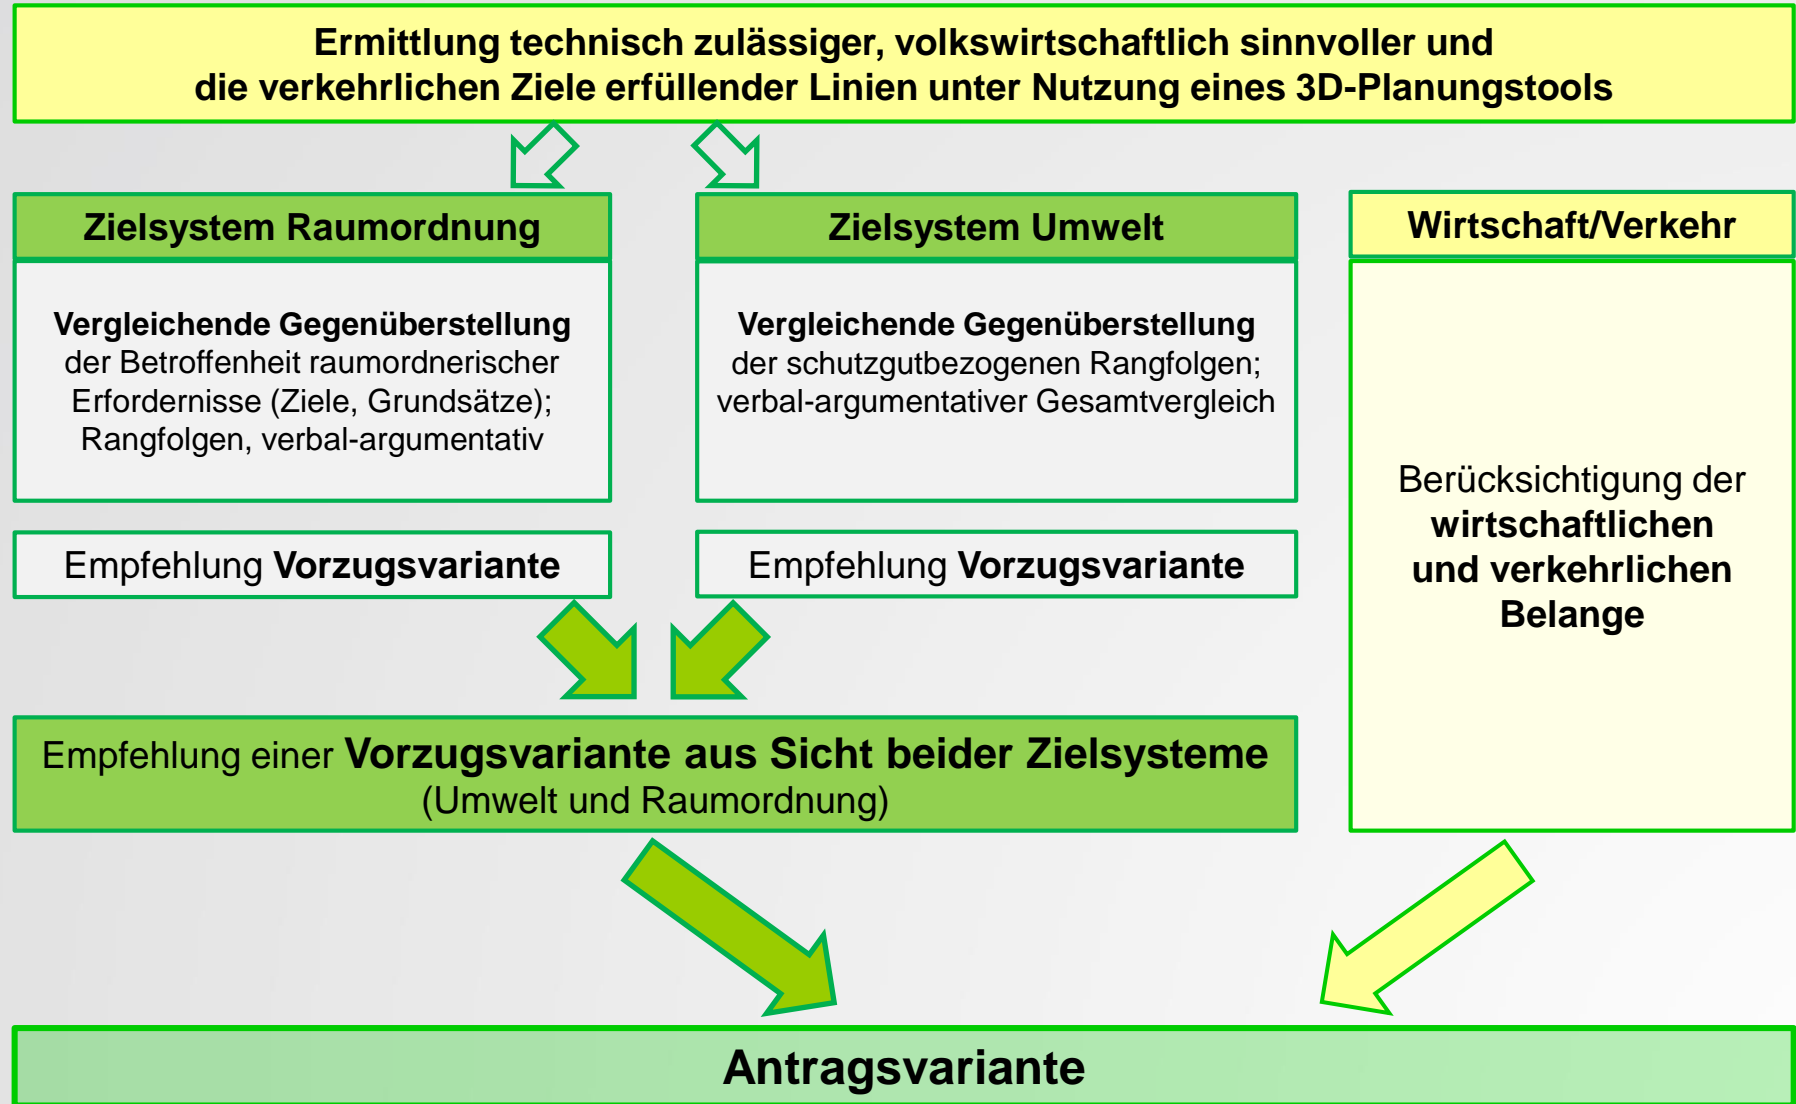 Ermittlung technisch zulässiger, volkswirtschaftlich sinnvoller und
die verkehrlichen Ziele erfüllender Linien unter Nutzung eines 3D-Planungstools
Zielsystem Raumordnung
Vergleichende Gegenüberstellung
der Betroffenheit raumordnerischer
Erfordernisse (Ziele, Grundsätze);
Rangfolgen, verbal-argumentativ
Empfehlung Vorzugsvariante
Zielsystem Umwelt
Vergleichende Gegenüberstellung
der schutzgutbezogenen Rangfolgen;
verbal-argumentativer Gesamtvergleich
Empfehlung Vorzugsvariante
Wirtschaft/Verkehr
Berücksichtigung der
wirtschaftlichen
und verkehrlichen
Belange
Empfehlung einer Vorzugsvariante aus Sicht beider Zielsysteme
(Umwelt und Raumordnung)
Antragsvariante